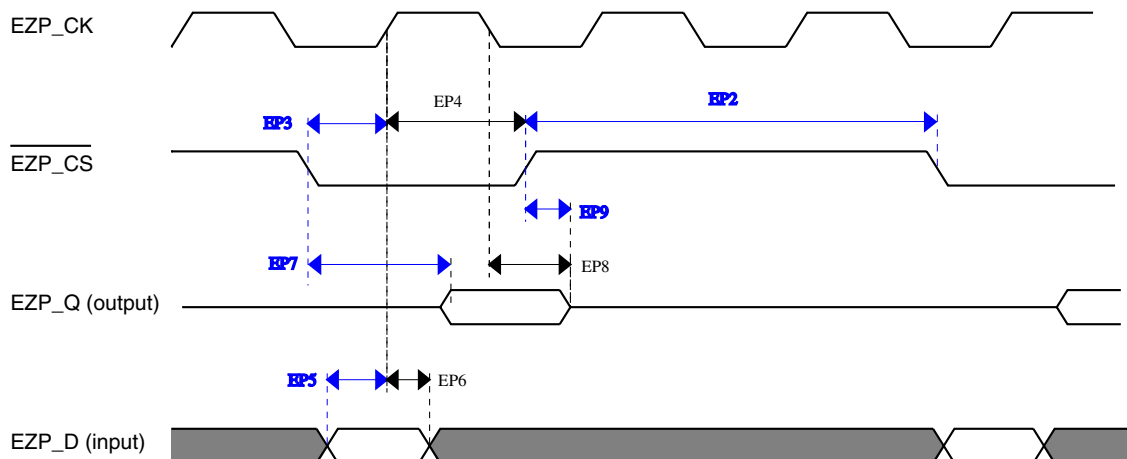 EZP_CK
EP4
EP2
EP3
EZP_CS
EP9
EP7
EP8
EZP_Q (output)
EP5
EP6
EZP_D (input)